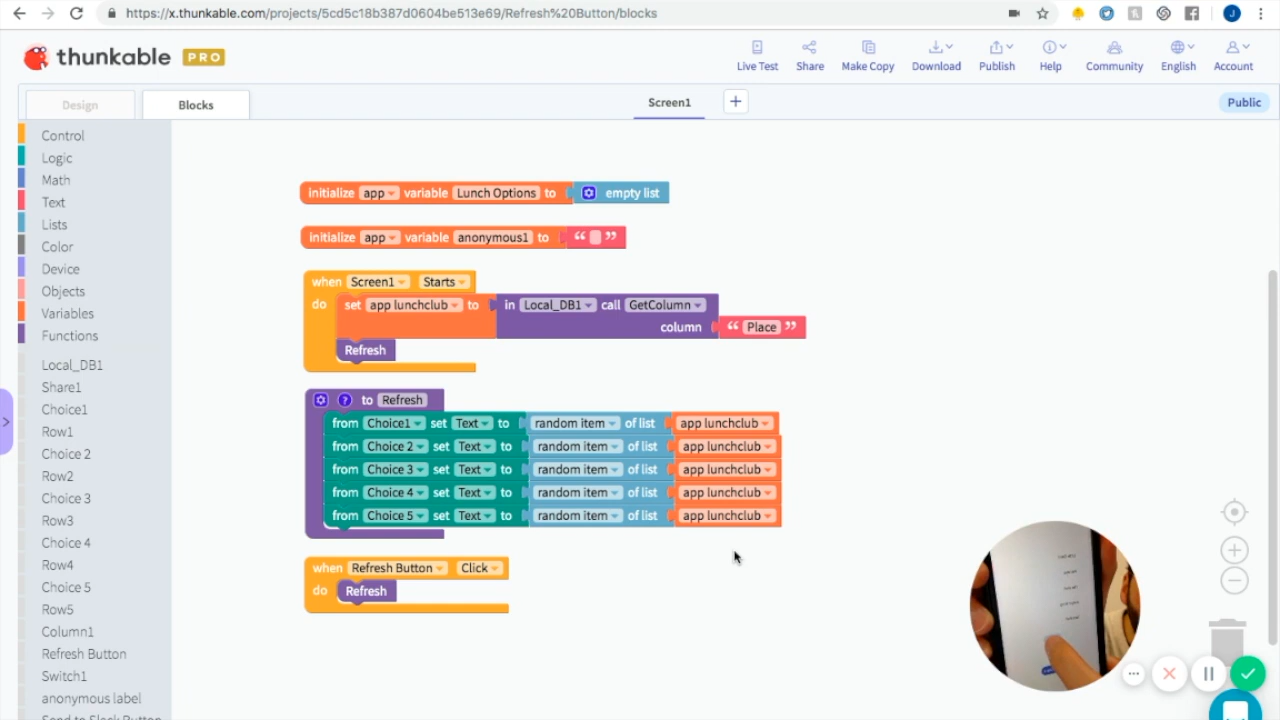 https://x.thunkable.com/projects/5cd5c18b387d0604be513e69/Refresh%20Button/blocks
J
thunkable PRO
Live Test Share Make Copy Download Publish Help Community English Account
Design Blocks Screen1 + Public
Control
Logic
Math
Text
Lists
Color
Device
Objects
Variables
Functions
Local_DB1
Share1
Choice1
Row1
Choice 2
Row2
Choice 3
Row3
Choice 4
Row4
Choice 5
Row5
Column1
Refresh Button
Switch1
anonymous label
Send to Slack Button
initialize app variable Lunch Options to empty list
initialize app variable anonymous1 to “ ”
when Screen1 Starts
do set app lunchclub to in Local_DB1 call GetColumn
column “ Place ”
Refresh
? to Refresh
from Choice1 set Text to random item of list app lunchclub
from Choice 2 set Text to random item of list app lunchclub
from Choice 3 set Text to random item of list app lunchclub
from Choice 4 set Text to random item of list app lunchclub
from Choice 5 set Text to random item of list app lunchclub
when Refresh Button Click
do Refresh